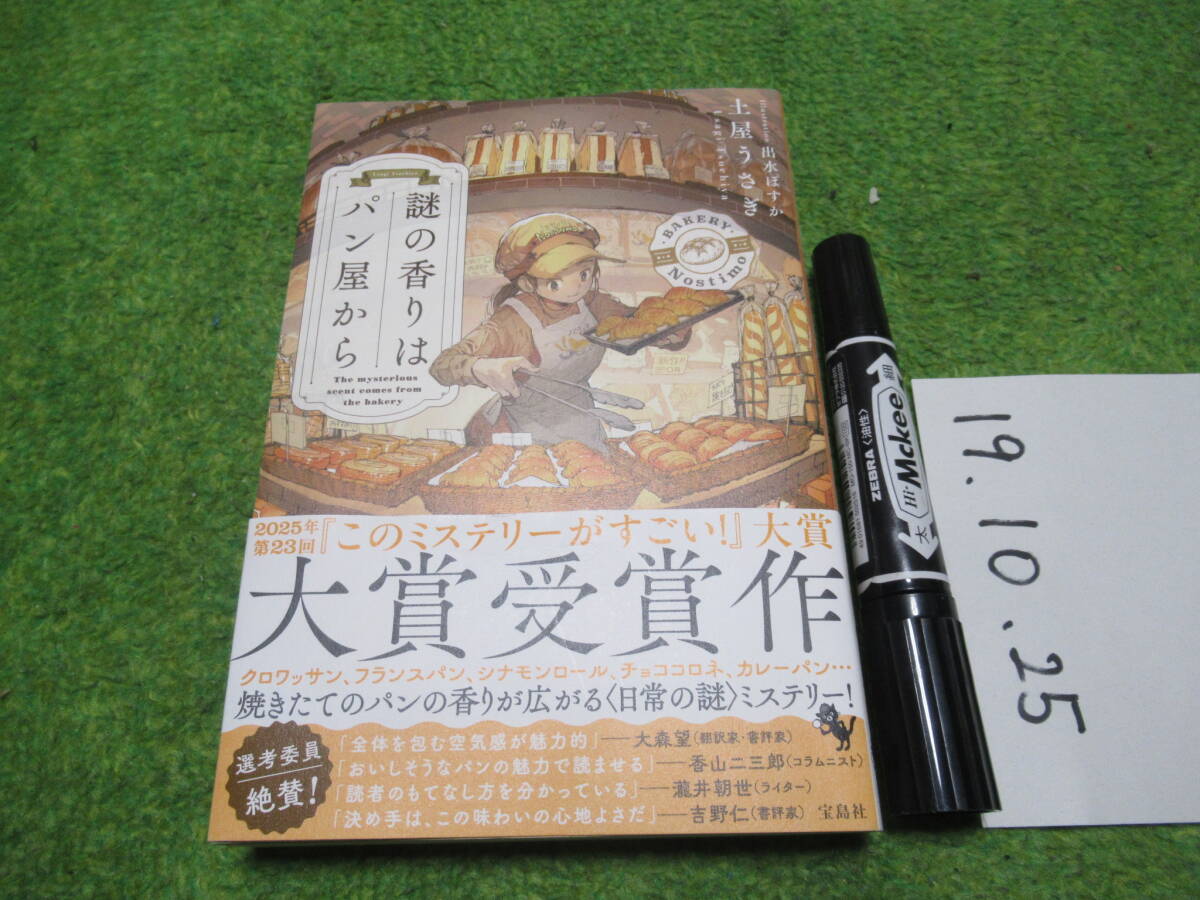 Illustration 出水ぽすか
土屋うさぎ
Usagi Tsuchiya
謎の香りは
パン屋から
The mysterious
scent comes from
the bakery
BAKERY
Nostimo
2025年
第23回『このミステリーがすごい!』大賞
大賞受賞作
クロワッサン、フランスパン、シナモンロール、チョココロネ、カレーパン…
焼きたてのパンの香りが広がる〈日常の謎〉ミステリー!
選考委員
絶賛!
「全体を包む空気感が魅力的」──大森望(翻訳家・書評家)
「おいしそうなパンの魅力で読ませる」──香山二三郎(コラムニスト)
「読者のもてなし方を分かっている」──瀧井朝世(ライター)
「決め手は、この味わいの心地よさだ」──吉野仁(書評家)
宝島社
細
ZEBRA〈油性〉
Hi-Mckee
太
19.10.25